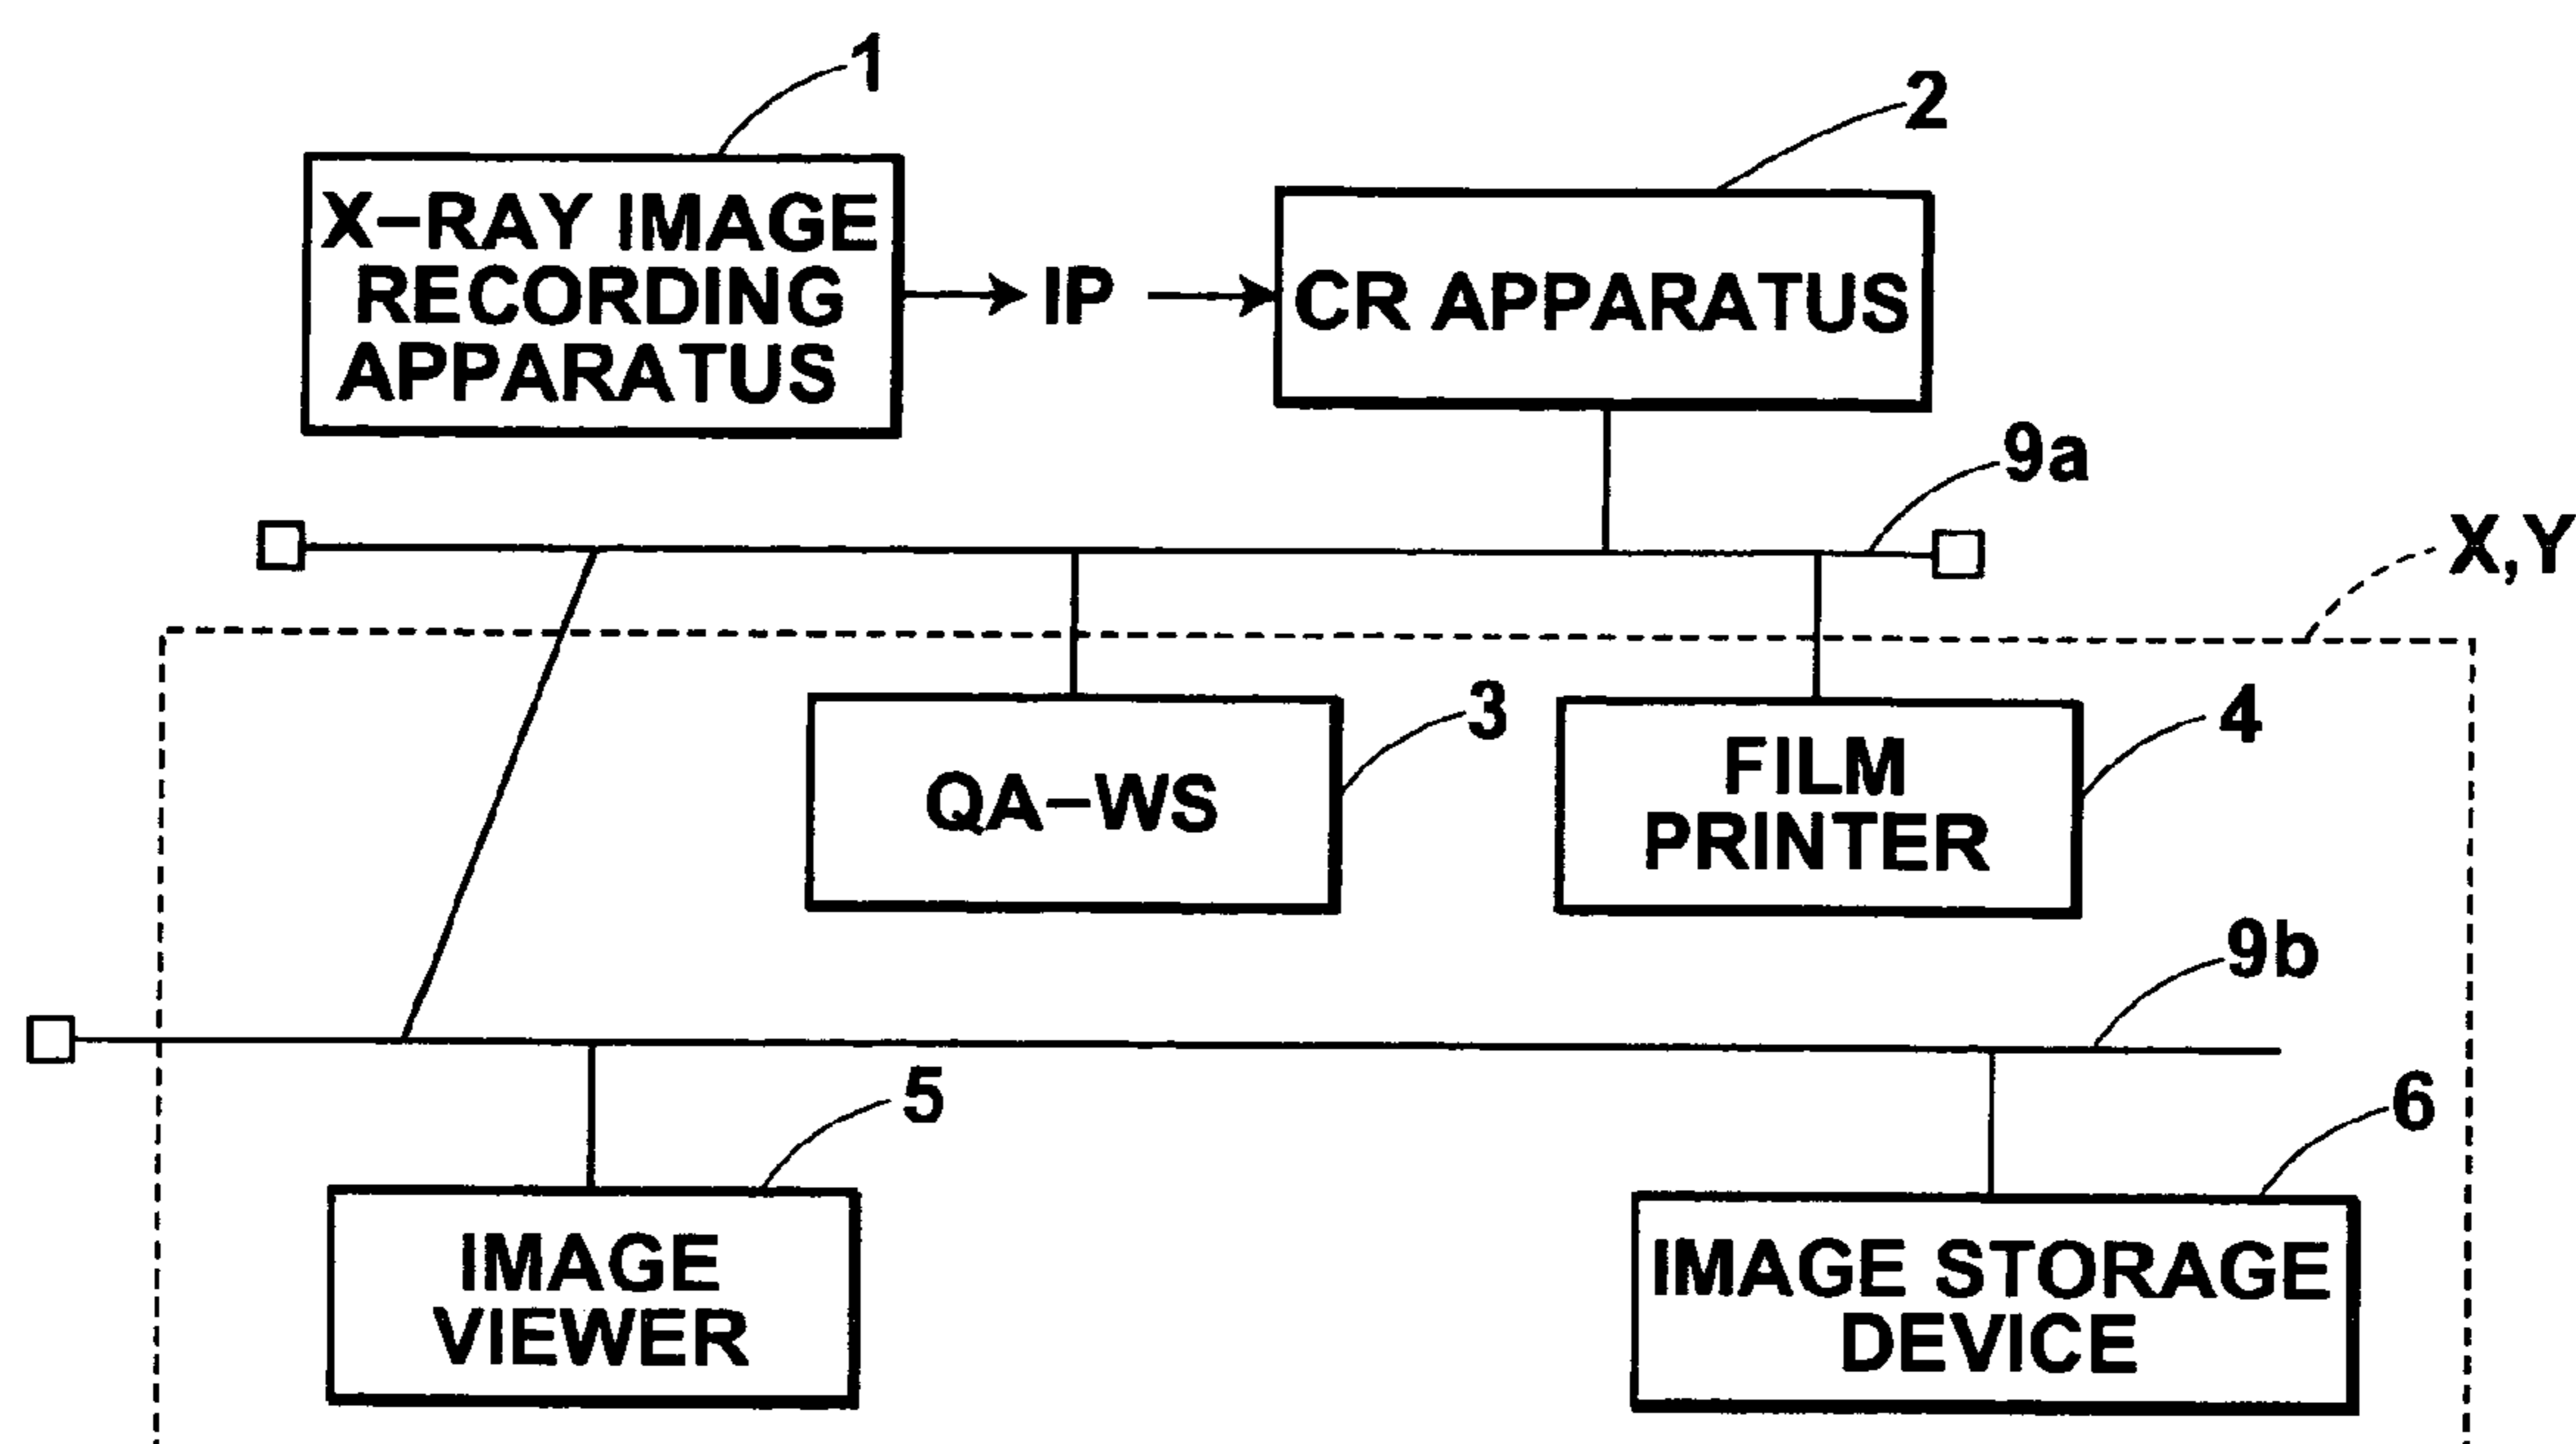 1
2
X-RAY IMAGE
RECORDING
APPARATUS
IP
CR APPARATUS
9a
X,Y
3
4
QA-WS
FILM
PRINTER
9b
5
6
IMAGE
VIEWER
IMAGE STORAGE
DEVICE